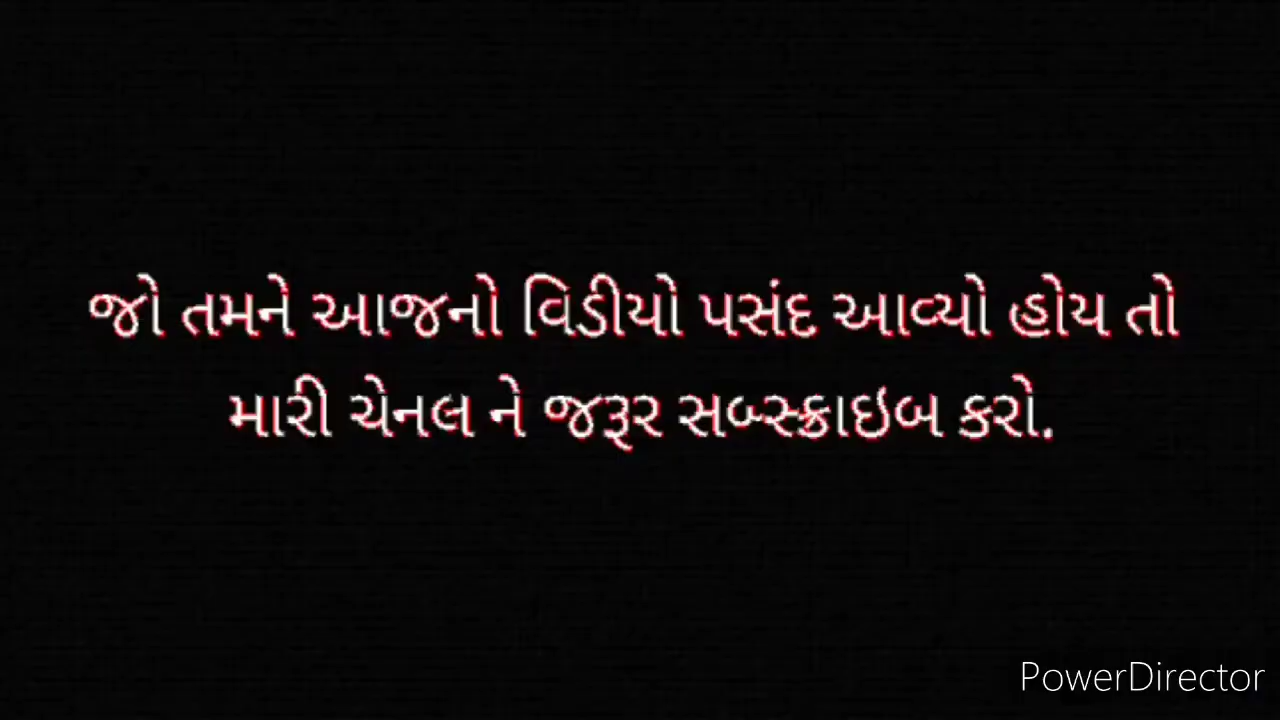 જો તમને આજનો વિડીયો પસંદ આવ્યો હોય તો
મારી ચેનલ ને જરૂર સબ્સ્ક્રાઇબ કરો.
PowerDirector